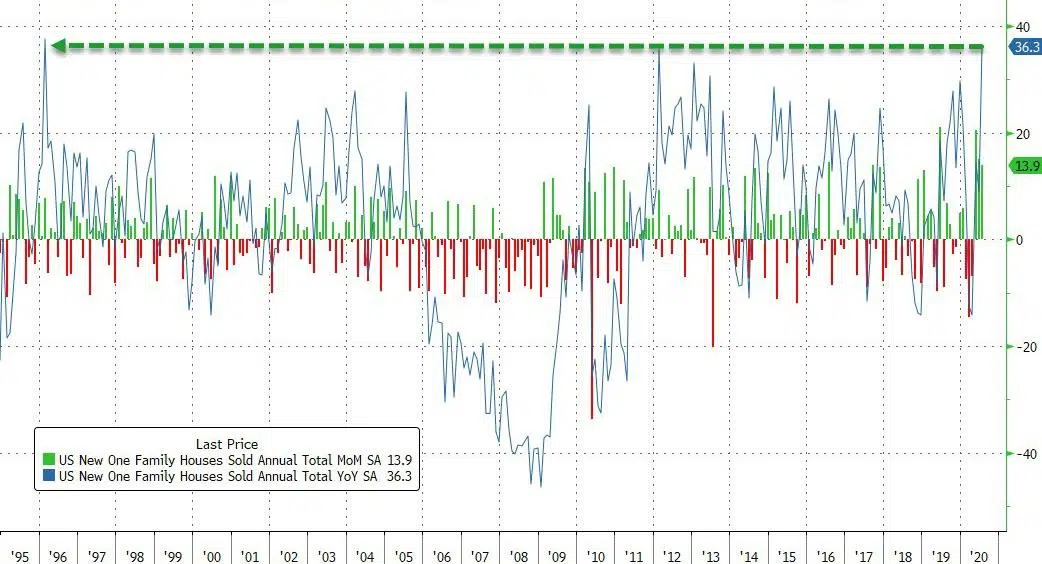 40
36.3
20
13.9
0
-20
-40
Last Price
US New One Family Houses Sold Annual Total MoM SA 13.9
US New One Family Houses Sold Annual Total YoY SA 36.3
'95 '96 '97 '98 '99 '00 '01 '02 '03 '04 '05 '06 '07 '08 '09 '10 '11 '12 '13 '14 '15 '16 '17 '18 '19 '20